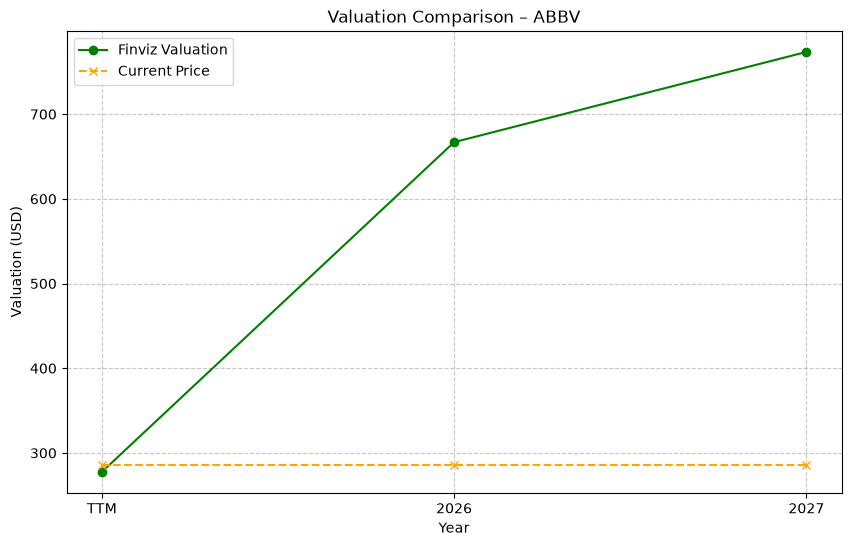 Valuation Comparison – ABBV
Finviz Valuation
Current Price
Valuation (USD)
700
600
500
400
300
TTM
2026
2027
Year